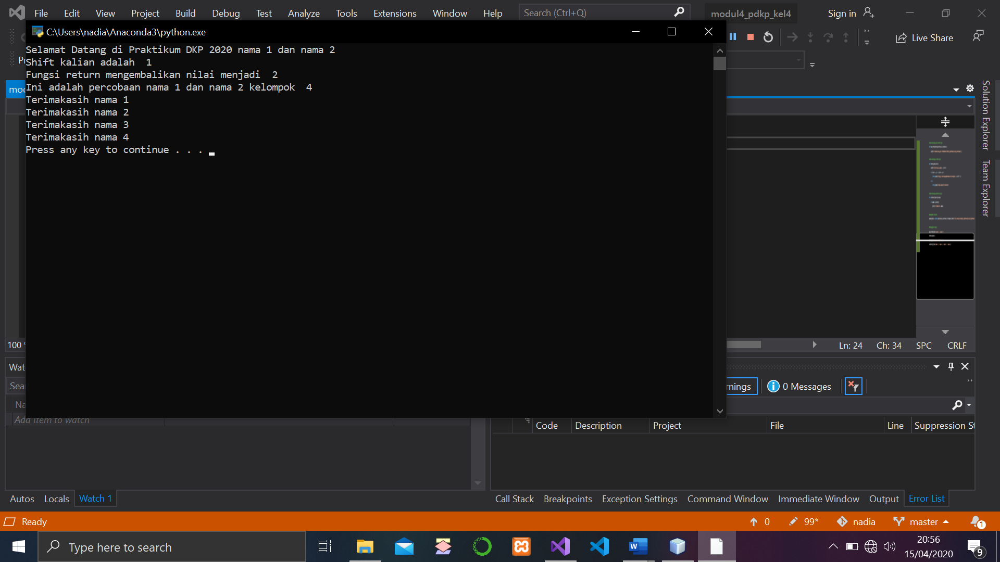 File Edit View Project Build Debug Test Analyze Tools Extensions Window Help Search (Ctrl+Q) modul4_pdkp_kel4 Sign in
C:\Users\nadia\Anaconda3\python.exe
Live Share
Selamat Datang di Praktikum DKP 2020 nama 1 dan nama 2
Shift kalian adalah  1
Fungsi return mengembalikan nilai menjadi  2
Ini adalah percobaan nama 1 dan nama 2 kelompok  4
Terimakasih nama 1
Terimakasih nama 2
Terimakasih nama 3
Terimakasih nama 4
Press any key to continue . . .
Solution Explorer
Team Explorer
100 Ln: 24 Ch: 34 SPC CRLF
0 Messages
Add item to watch
Code Description Project File Line Suppression St
Autos Locals Watch 1 Call Stack Breakpoints Exception Settings Command Window Immediate Window Output Error List
Ready 0 99* nadia master 1
Type here to search
20:56
15/04/2020
9